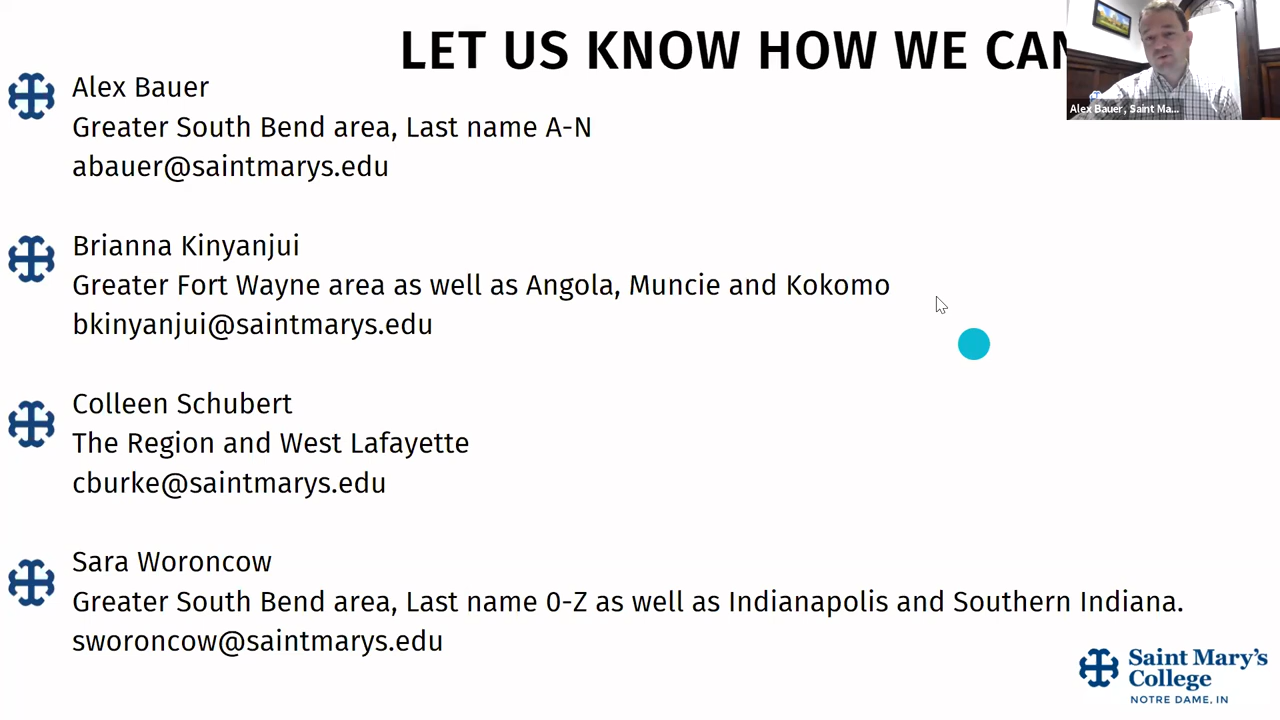 LET US KNOW HOW WE CAN
Alex Bauer, Saint Ma...
Alex Bauer
Greater South Bend area, Last name A-N
abauer@saintmarys.edu
Brianna Kinyanjui
Greater Fort Wayne area as well as Angola, Muncie and Kokomo
bkinyanjui@saintmarys.edu
Colleen Schubert
The Region and West Lafayette
cburke@saintmarys.edu
Sara Woroncow
Greater South Bend area, Last name 0-Z as well as Indianapolis and Southern Indiana.
sworoncow@saintmarys.edu
Saint Mary's
College
NOTRE DAME, IN